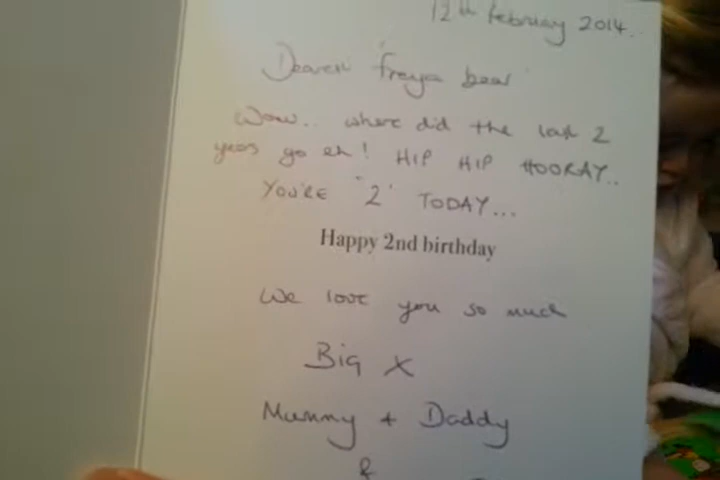 12th February 2014.
Dearest "freya bear"
Wow.. where did the last 2
years go eh! HIP HIP HOORAY..
YOU'RE "2" TODAY...
Happy 2nd birthday
We love you so much
Big X
Mummy + Daddy
&